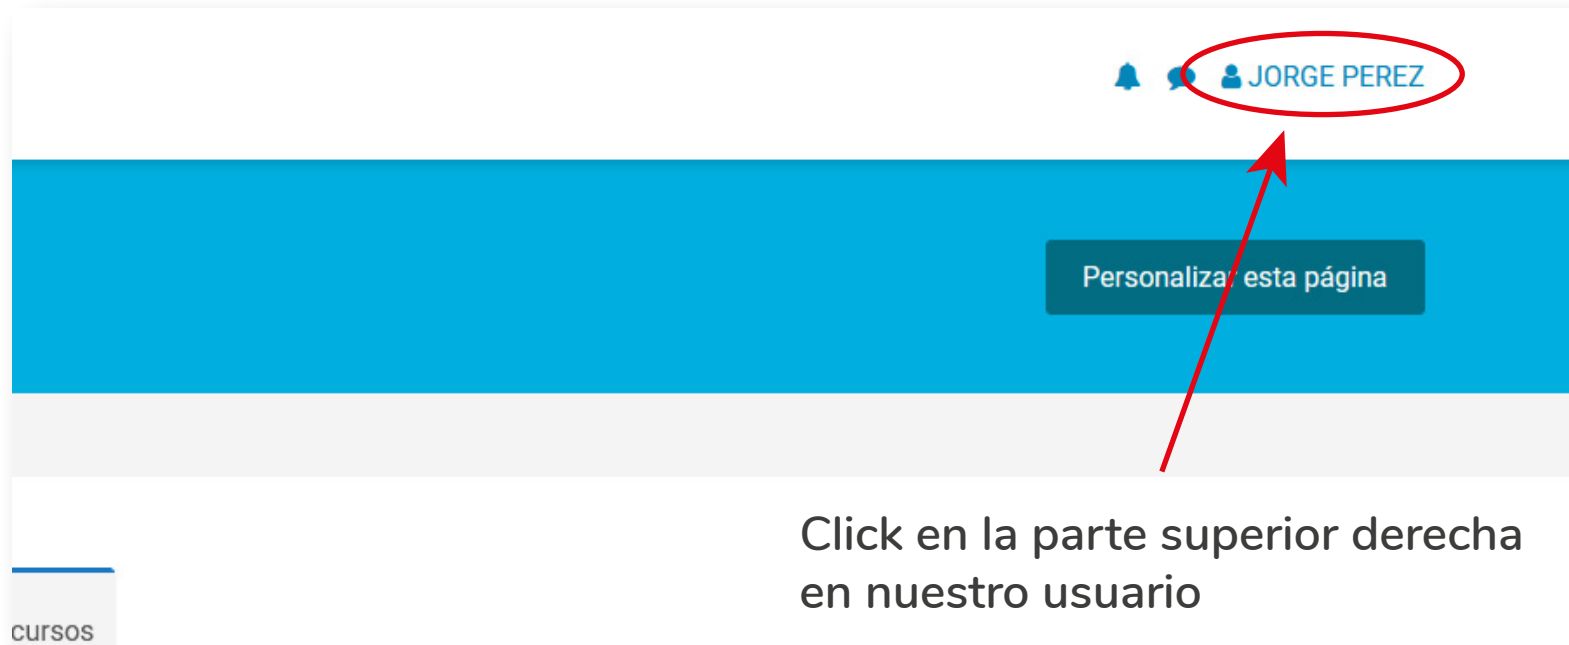 JORGE PEREZ
Personalizar esta página
Click en la parte superior derecha
en nuestro usuario
cursos